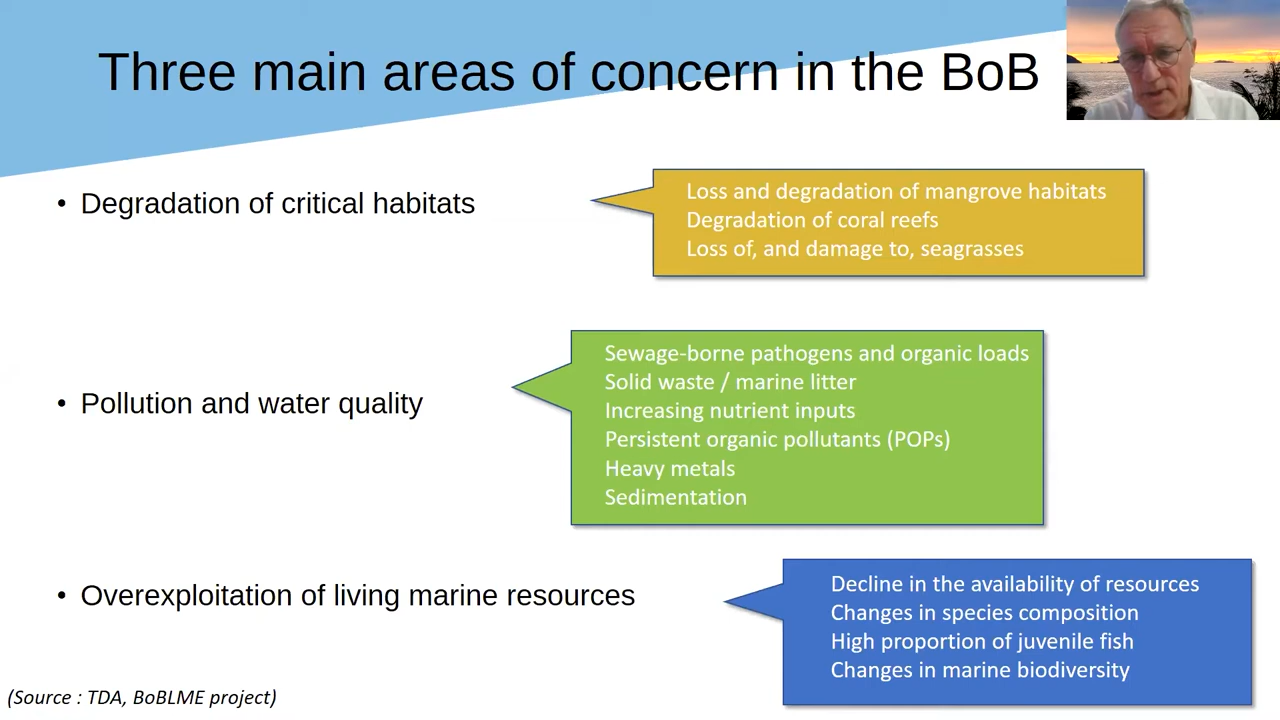 Three main areas of concern in the BoB
• Degradation of critical habitats
Loss and degradation of mangrove habitats
Degradation of coral reefs
Loss of, and damage to, seagrasses
• Pollution and water quality
Sewage-borne pathogens and organic loads
Solid waste / marine litter
Increasing nutrient inputs
Persistent organic pollutants (POPs)
Heavy metals
Sedimentation
• Overexploitation of living marine resources
Decline in the availability of resources
Changes in species composition
High proportion of juvenile fish
Changes in marine biodiversity
(Source : TDA, BoBLME project)